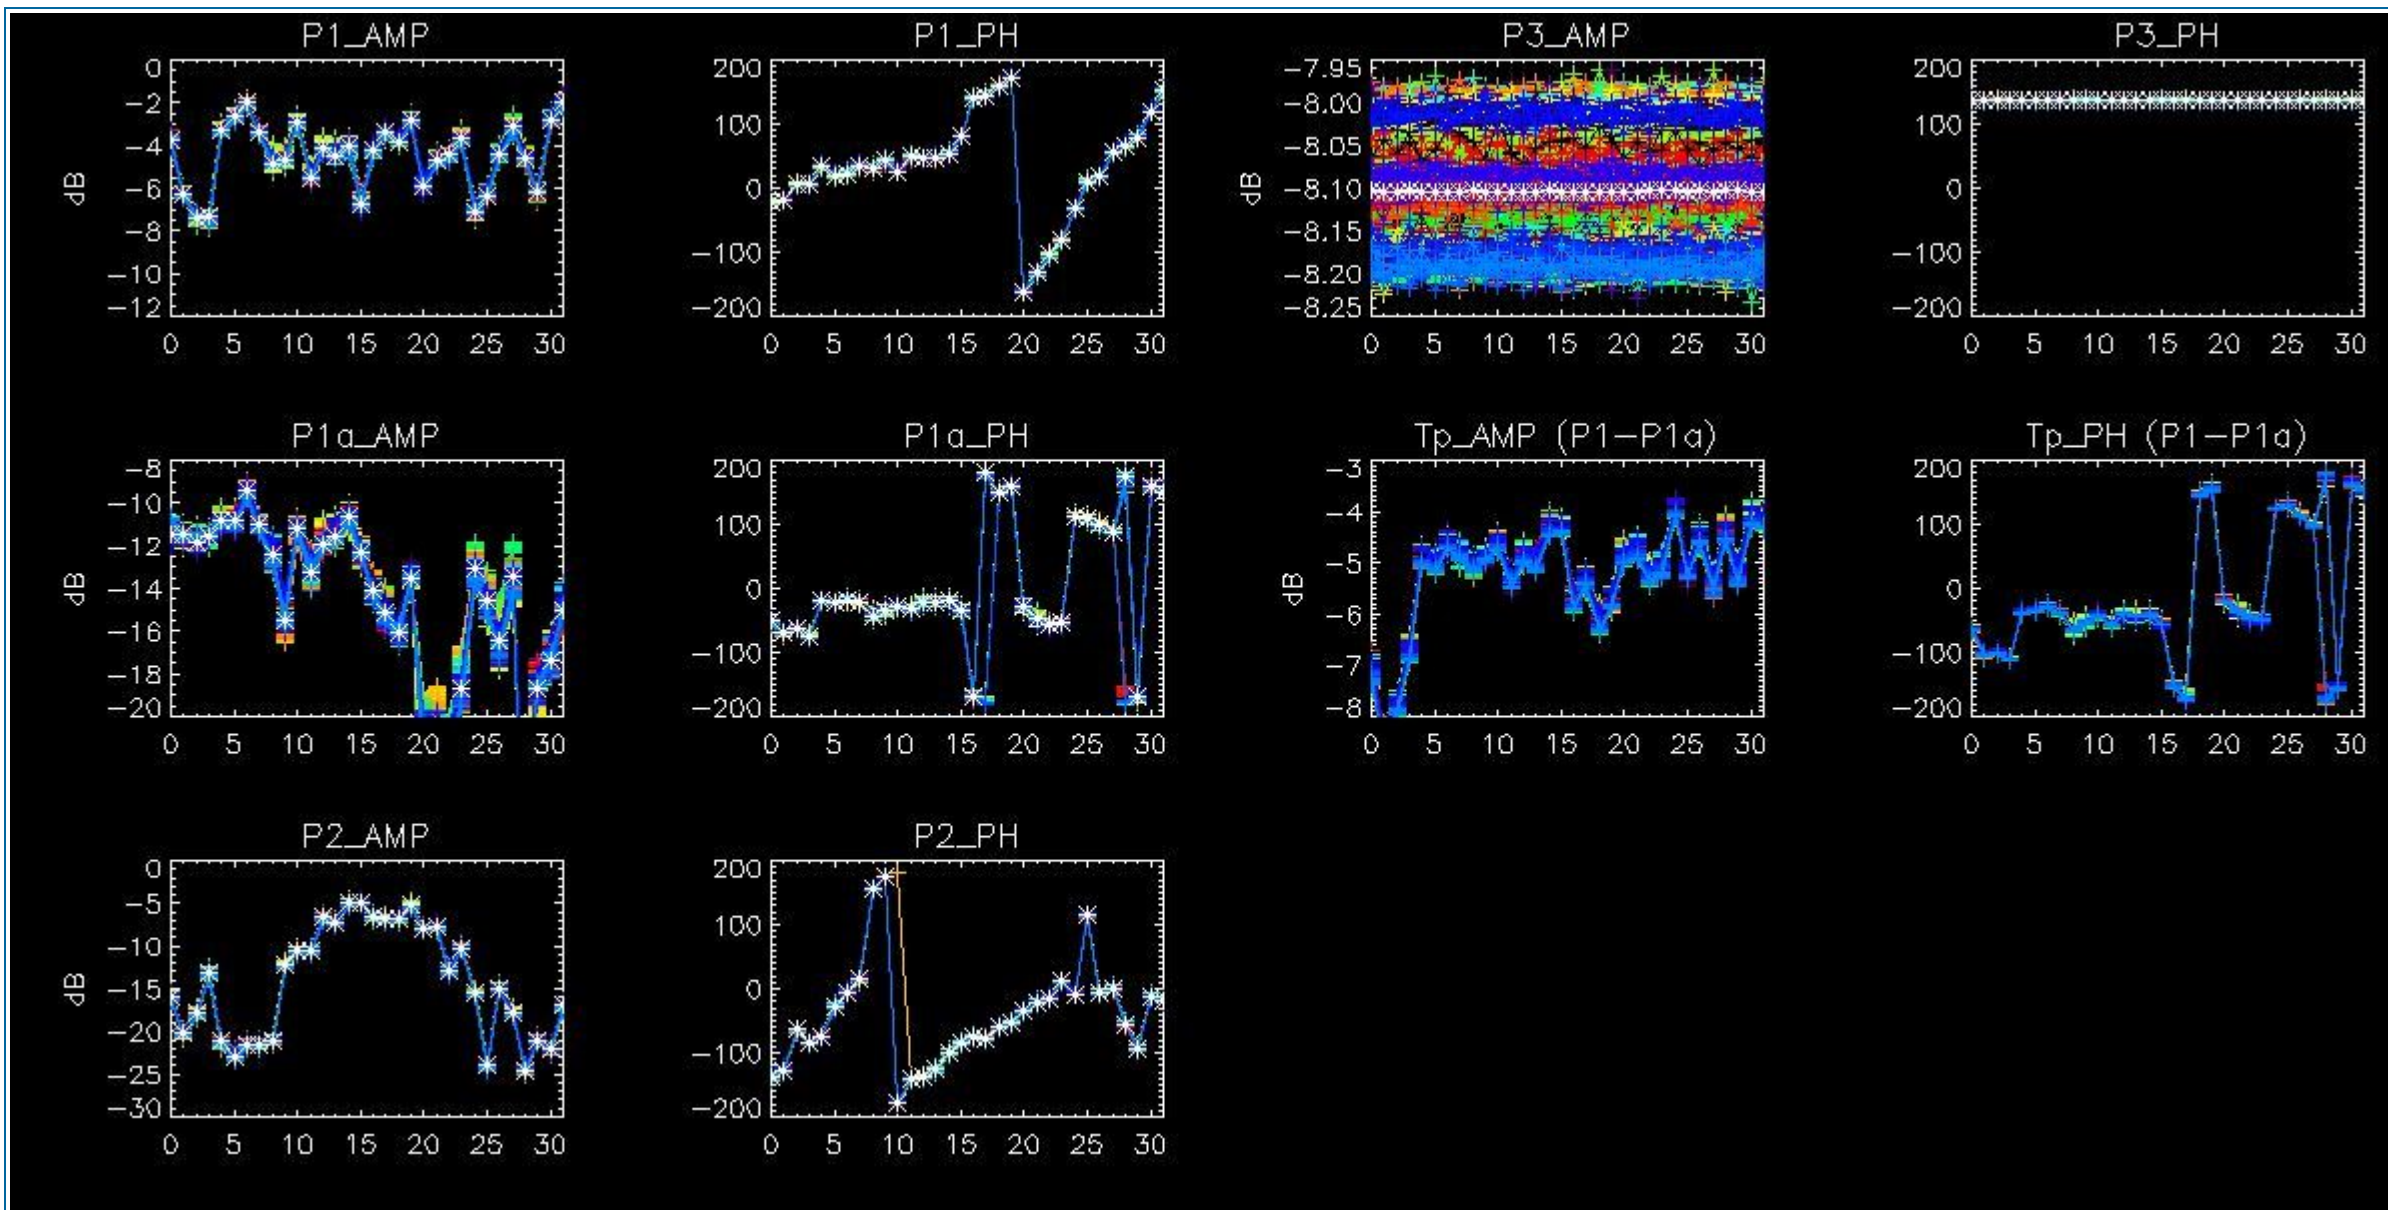 P1_AMP
P1_PH
P3_AMP
P3_PH
0
−2
−4
−6
−8
−10
−12
dB
0 5 10 15 20 25 30
200
100
0
−100
−200
0 5 10 15 20 25 30
−7.95
−8.00
−8.05
−8.10
−8.15
−8.20
−8.25
dB
0 5 10 15 20 25 30
200
100
0
−100
−200
0 5 10 15 20 25 30
P1a_AMP
P1a_PH
Tp_AMP (P1−P1a)
Tp_PH (P1−P1a)
−8
−10
−12
−14
−16
−18
−20
dB
0 5 10 15 20 25 30
200
100
0
−100
−200
0 5 10 15 20 25 30
−3
−4
−5
−6
−7
−8
dB
0 5 10 15 20 25 30
200
100
0
−100
−200
0 5 10 15 20 25 30
P2_AMP
P2_PH
0
−5
−10
−15
−20
−25
−30
dB
0 5 10 15 20 25 30
200
100
0
−100
−200
0 5 10 15 20 25 30